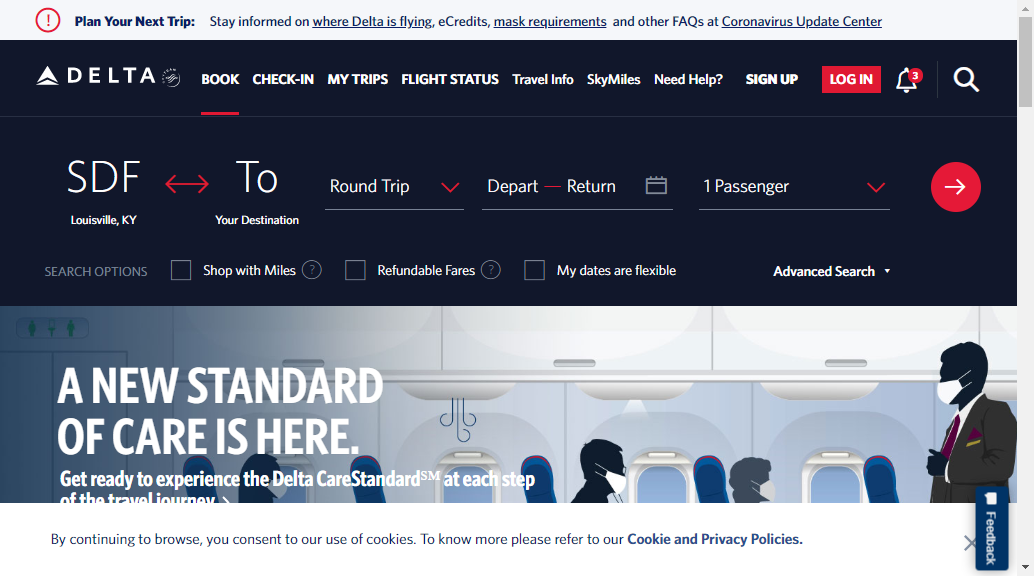 Plan Your Next Trip: Stay informed on where Delta is flying, eCredits, mask requirements and other FAQs at Coronavirus Update Center
DELTA BOOK CHECK-IN MY TRIPS FLIGHT STATUS Travel Info SkyMiles Need Help? SIGN UP LOG IN 3
SDF To Round Trip Depart — Return 1 Passenger
Louisville, KY Your Destination
SEARCH OPTIONS Shop with Miles ? Refundable Fares ? My dates are flexible Advanced Search
A NEW STANDARD
OF CARE IS HERE.
Get ready to experience the Delta CareStandard℠ at each step
of the travel journey
By continuing to browse, you consent to our use of cookies. To know more please refer to our Cookie and Privacy Policies.
Feedback